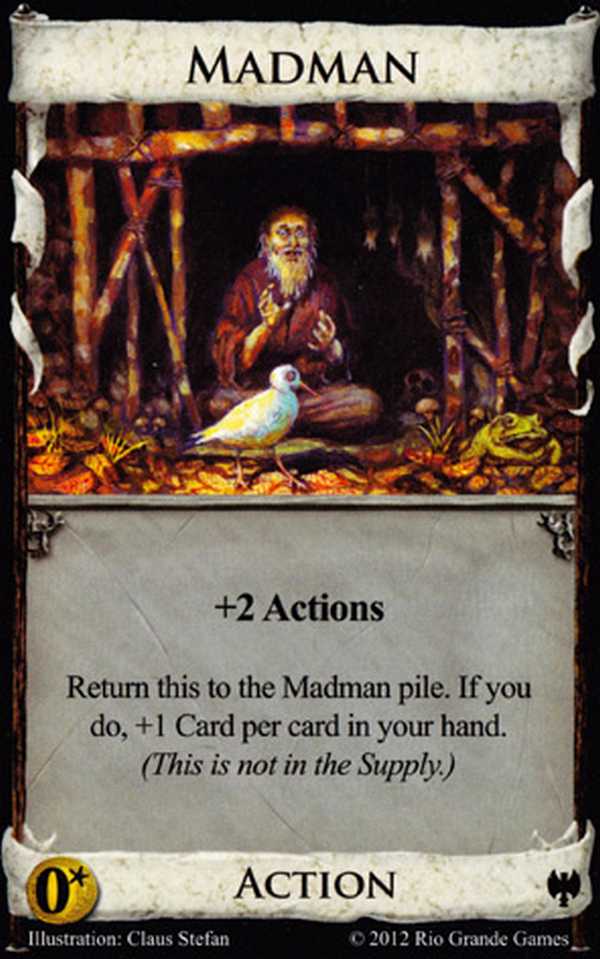 MADMAN
+2 Actions
Return this to the Madman pile. If you
do, +1 Card per card in your hand.
(This is not in the Supply.)
0*
ACTION
Illustration: Claus Stefan
© 2012 Rio Grande Games